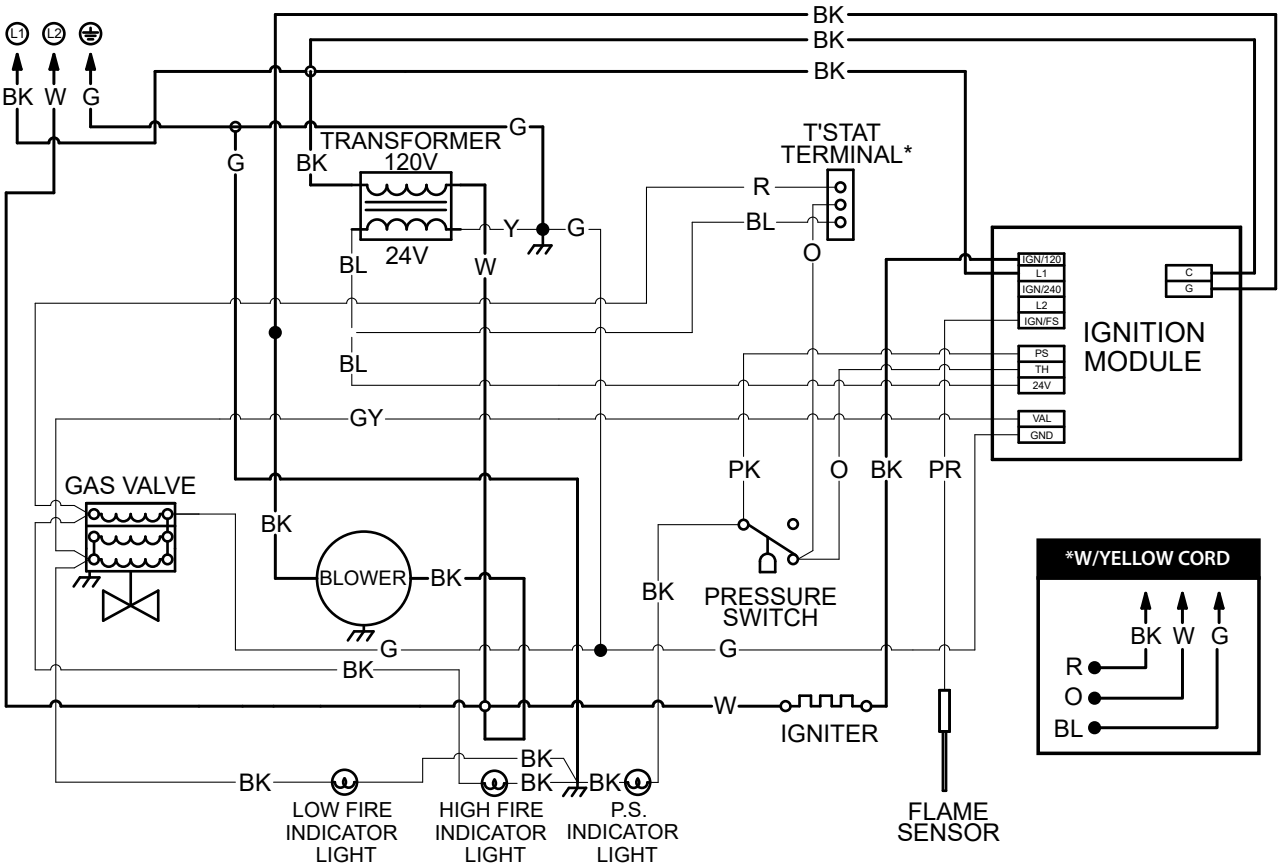 BK
BK
L1 L2
BK
BK W G
G
T'STAT
TERMINAL*
TRANSFORMER
120V
G
BK
R
BL
Y
G
24V
O
BL
W
IGN/120
L1
IGN/240
L2
IGN/FS
C
G
IGNITION
MODULE
PS
TH
24V
BL
VAL
GND
GY
PK
O
BK
PR
GAS VALVE
BK
BLOWER
BK
BK
PRESSURE
SWITCH
*W/YELLOW CORD
BK W G
R
O
BL
G
G
BK
W
IGNITER
BK
BK
BK
BK
LOW FIRE
INDICATOR
LIGHT
HIGH FIRE
INDICATOR
LIGHT
P.S.
INDICATOR
LIGHT
FLAME
SENSOR